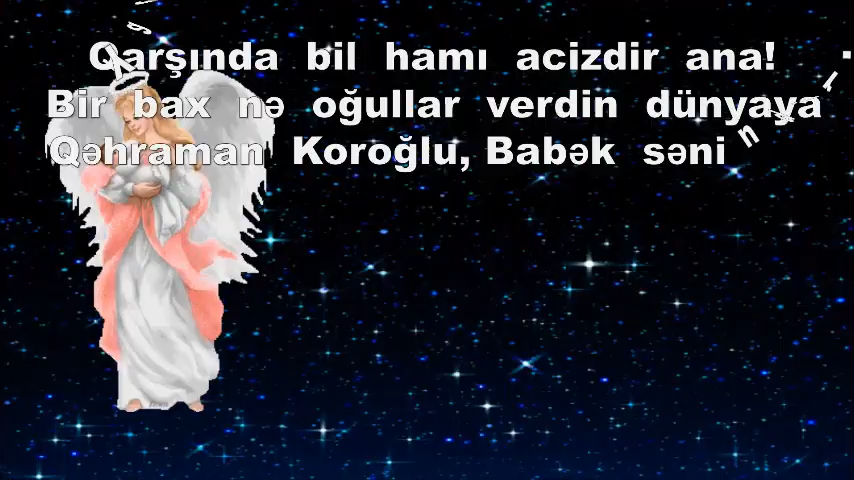 Qarşında bil hamı acizdir ana!
Bir bax nə oğullar verdin dünyaya
Qəhraman Koroğlu, Babək səni